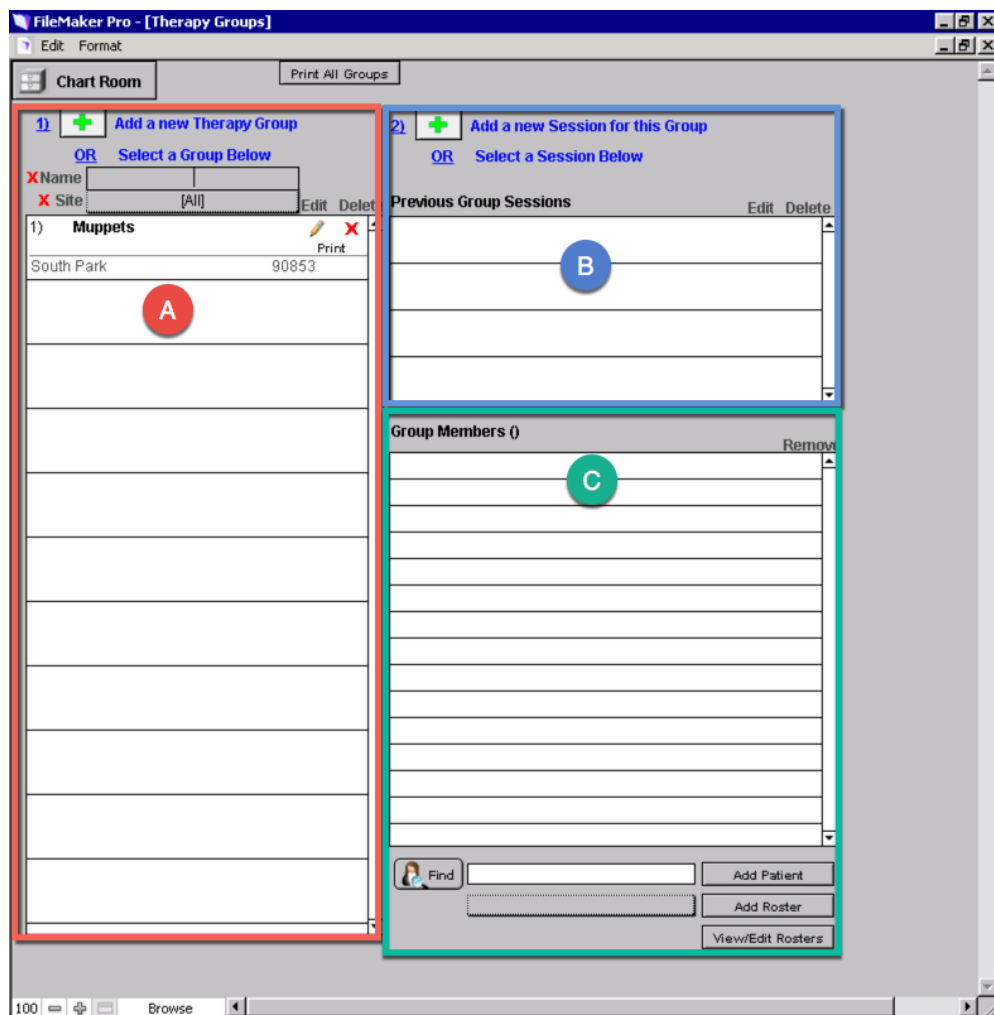 FileMaker Pro - [Therapy Groups]
Edit Format
Chart Room
Print All Groups
1) Add a new Therapy Group
OR Select a Group Below
X Name
X Site [All] Edit Delet
1) Muppets
Print
South Park 90853
A
2) Add a new Session for this Group
OR Select a Session Below
Previous Group Sessions Edit Delete
B
Group Members ()
Remov
C
Find Add Patient
Add Roster
View/Edit Rosters
100 Browse